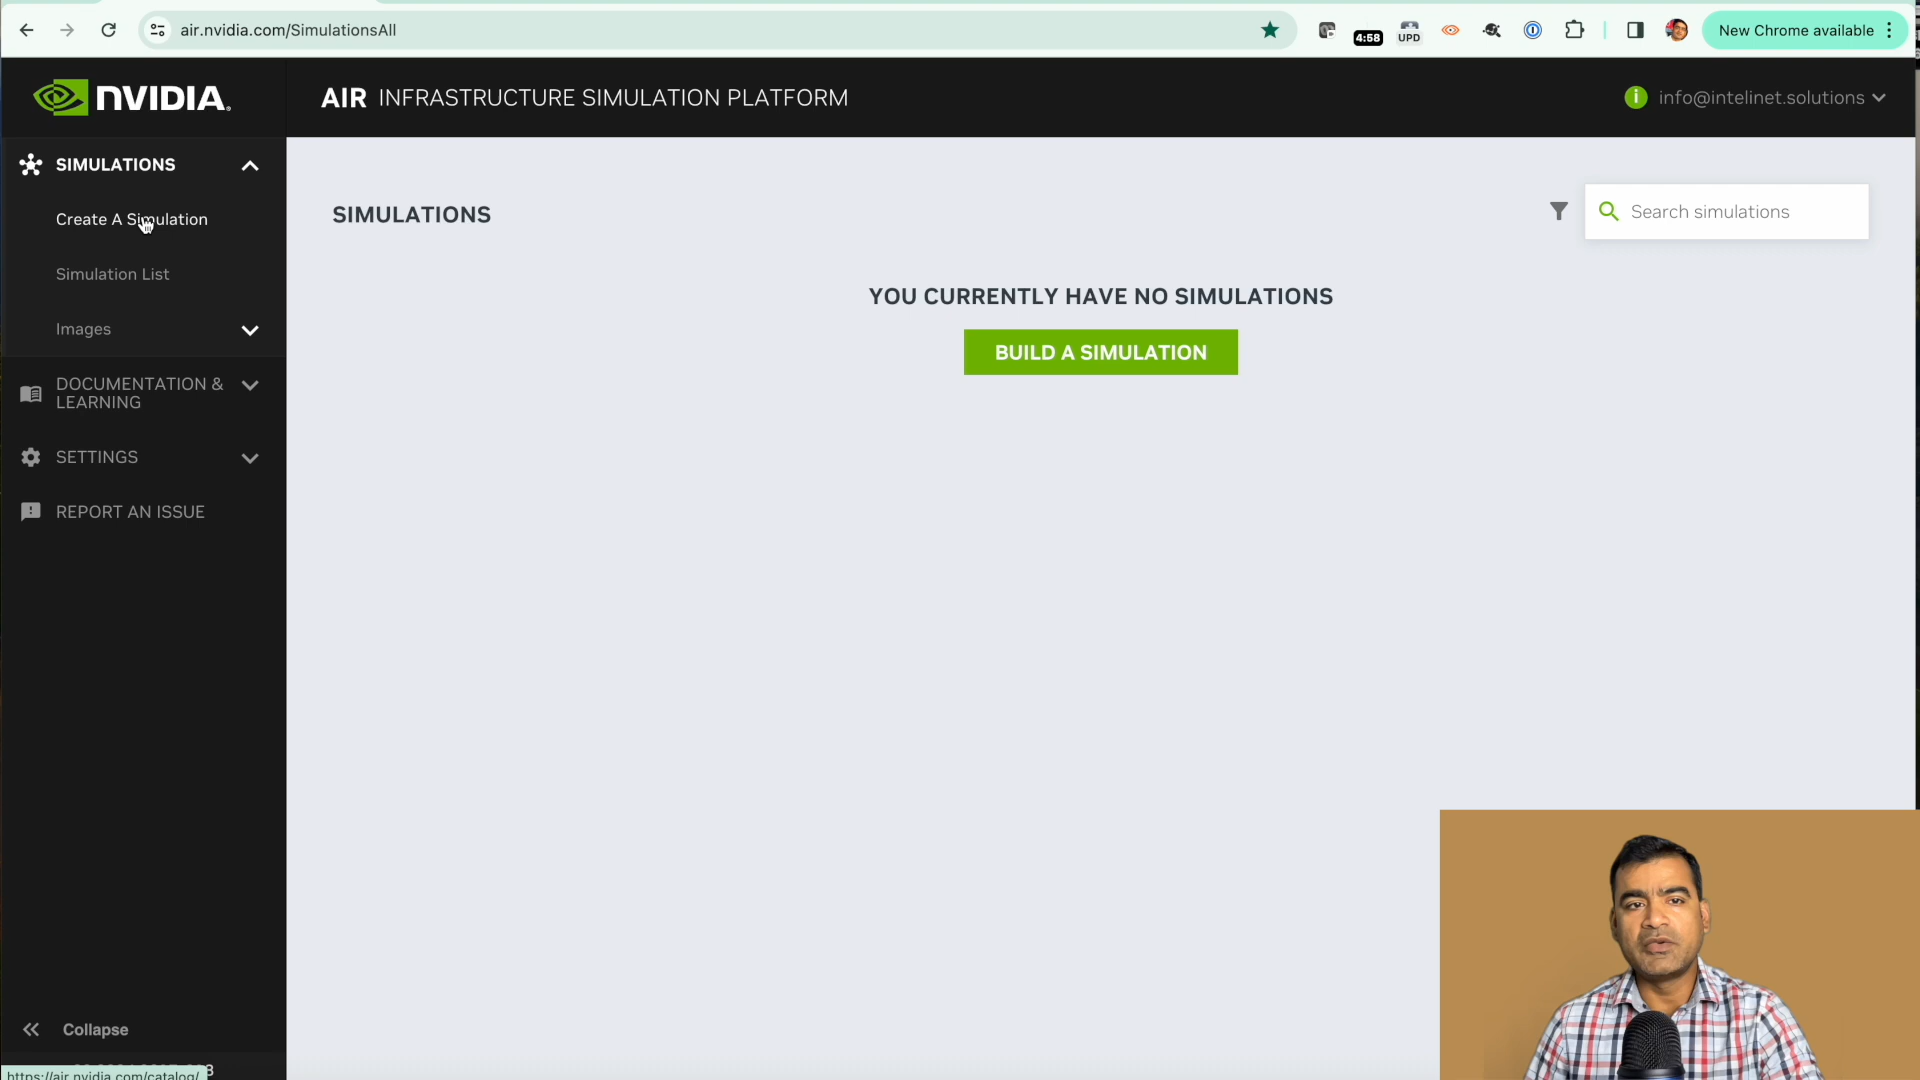 air.nvidia.com/SimulationsAll
4:58
UPD
New Chrome available
NVIDIA.
AIR INFRASTRUCTURE SIMULATION PLATFORM
info@intelinet.solutions
SIMULATIONS
Create A Simulation
Simulation List
Images
DOCUMENTATION &
LEARNING
SETTINGS
REPORT AN ISSUE
SIMULATIONS
Search simulations
YOU CURRENTLY HAVE NO SIMULATIONS
BUILD A SIMULATION
Collapse
https://air.nvidia.com/catalog/